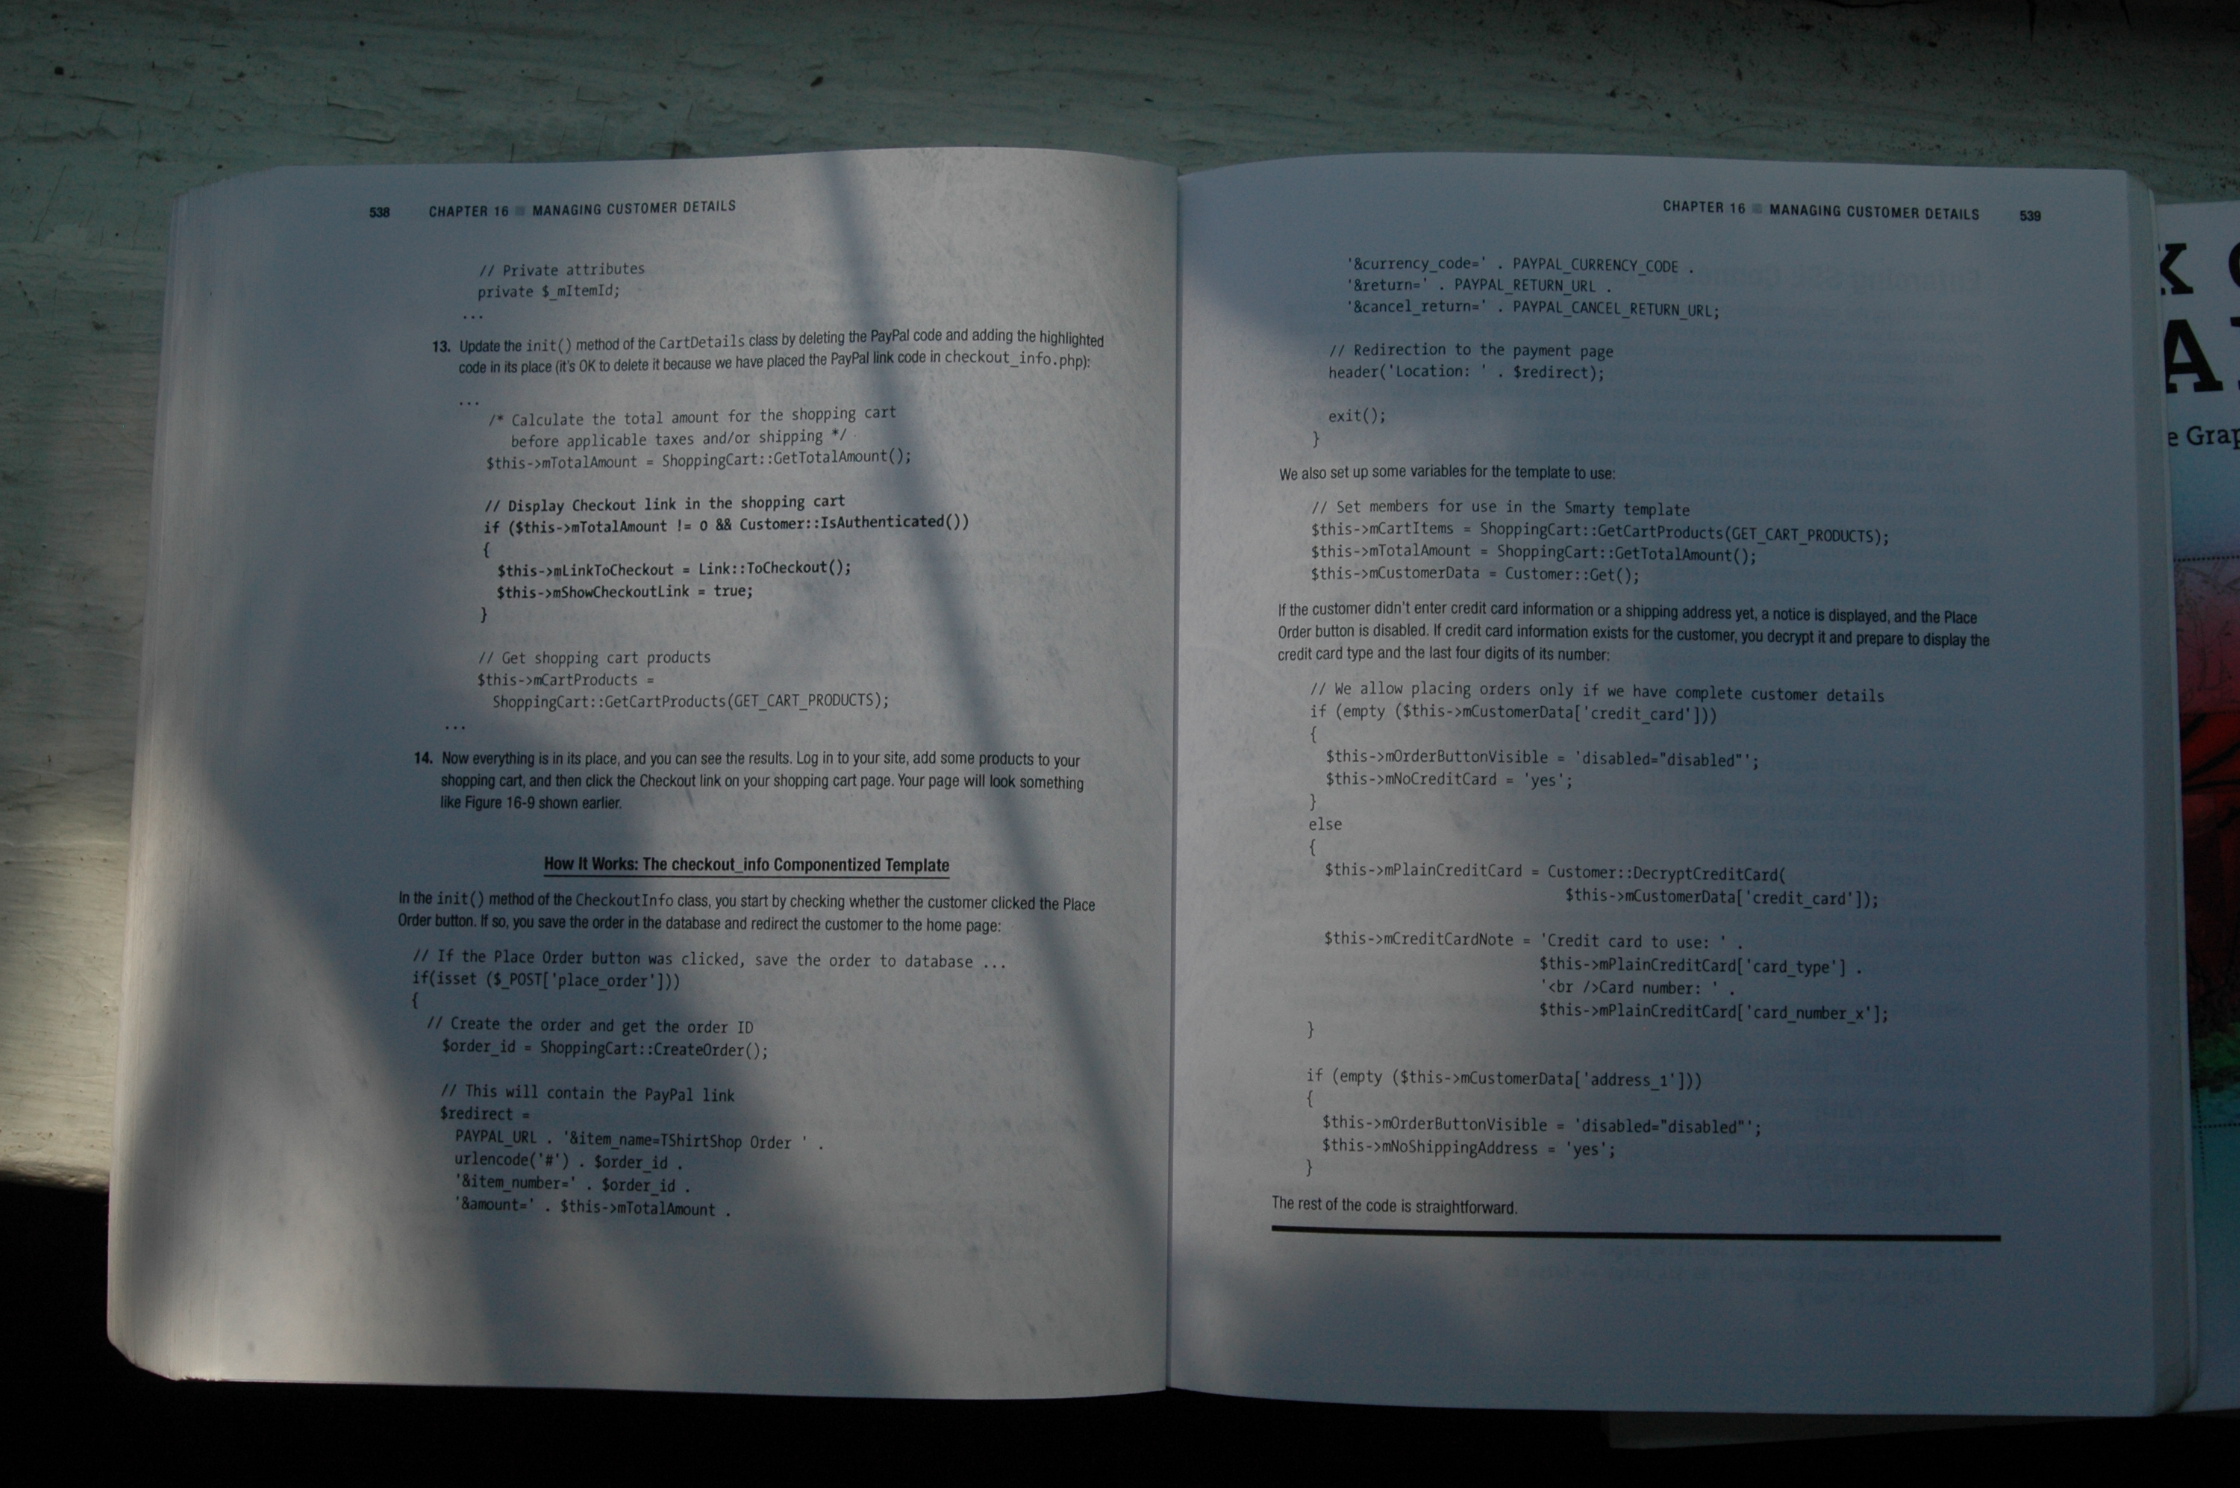 538 CHAPTER 16 ■ MANAGING CUSTOMER DETAILS
// Private attributes
private $_mItemId;
...
13. Update the init() method of the CartDetails class by deleting the PayPal code and adding the highlighted
code in its place (it's OK to delete it because we have placed the PayPal link code in checkout_info.php):
...
/* Calculate the total amount for the shopping cart
before applicable taxes and/or shipping */
$this->mTotalAmount = ShoppingCart::GetTotalAmount();
// Display Checkout link in the shopping cart
if ($this->mTotalAmount != 0 && Customer::IsAuthenticated())
{
$this->mLinkToCheckout = Link::ToCheckout();
$this->mShowCheckoutLink = true;
}
// Get shopping cart products
$this->mCartProducts =
ShoppingCart::GetCartProducts(GET_CART_PRODUCTS);
...
14. Now everything is in its place, and you can see the results. Log in to your site, add some products to your
shopping cart, and then click the Checkout link on your shopping cart page. Your page will look something
like Figure 16-9 shown earlier.
How It Works: The checkout_info Componentized Template
In the init() method of the CheckoutInfo class, you start by checking whether the customer clicked the Place
Order button. If so, you save the order in the database and redirect the customer to the home page:
// If the Place Order button was clicked, save the order to database ...
if(isset ($_POST['place_order']))
{
// Create the order and get the order ID
$order_id = ShoppingCart::CreateOrder();
// This will contain the PayPal link
$redirect =
PAYPAL_URL . '&item_name=TShirtShop Order ' .
urlencode('#') . $order_id .
'&item_number=' . $order_id .
'&amount=' . $this->mTotalAmount .
CHAPTER 16 ■ MANAGING CUSTOMER DETAILS 539
'&currency_code=' . PAYPAL_CURRENCY_CODE .
'&return=' . PAYPAL_RETURN_URL .
'&cancel_return=' . PAYPAL_CANCEL_RETURN_URL;
// Redirection to the payment page
header('Location: ' . $redirect);
exit();
}
We also set up some variables for the template to use:
// Set members for use in the Smarty template
$this->mCartItems = ShoppingCart::GetCartProducts(GET_CART_PRODUCTS);
$this->mTotalAmount = ShoppingCart::GetTotalAmount();
$this->mCustomerData = Customer::Get();
If the customer didn't enter credit card information or a shipping address yet, a notice is displayed, and the Place
Order button is disabled. If credit card information exists for the customer, you decrypt it and prepare to display the
credit card type and the last four digits of its number:
// We allow placing orders only if we have complete customer details
if (empty ($this->mCustomerData['credit_card']))
{
$this->mOrderButtonVisible = 'disabled="disabled"';
$this->mNoCreditCard = 'yes';
}
else
{
$this->mPlainCreditCard = Customer::DecryptCreditCard(
$this->mCustomerData['credit_card']);
$this->mCreditCardNote = 'Credit card to use: ' .
$this->mPlainCreditCard['card_type'] .
'<br />Card number: ' .
$this->mPlainCreditCard['card_number_x'];
}
if (empty ($this->mCustomerData['address_1']))
{
$this->mOrderButtonVisible = 'disabled="disabled"';
$this->mNoShippingAddress = 'yes';
}
The rest of the code is straightforward.